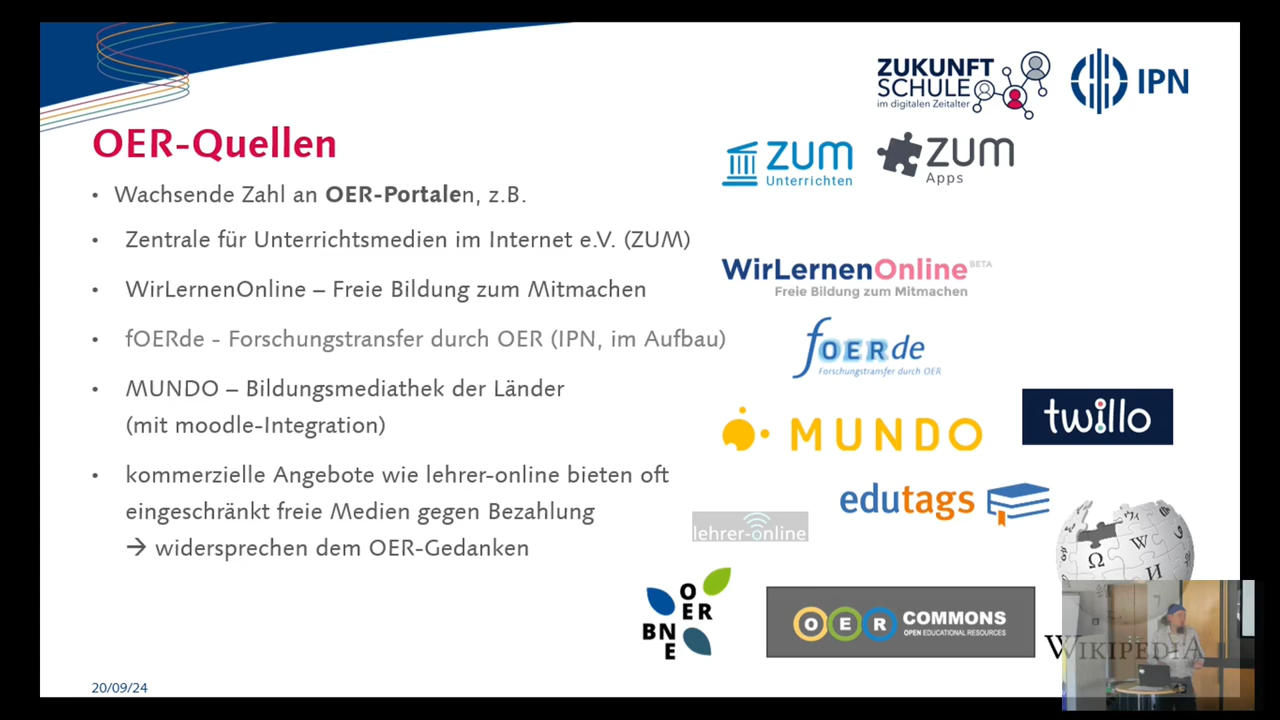 ZUKUNFT
SCHULE
im digitalen Zeitalter
IPN
OER-Quellen
ZUM
Unterrichten
ZUM
Apps
• Wachsende Zahl an OER-Portalen, z.B.
• Zentrale für Unterrichtsmedien im Internet e.V. (ZUM)
• WirLernenOnline – Freie Bildung zum Mitmachen
WirLernenOnline BETA
Freie Bildung zum Mitmachen
• fOERde - Forschungstransfer durch OER (IPN, im Aufbau)
fOERde
Forschungstransfer durch OER
• MUNDO – Bildungsmediathek der Länder
(mit moodle-Integration)
MUNDO
twillo
• kommerzielle Angebote wie lehrer-online bieten oft
eingeschränkt freie Medien gegen Bezahlung
→ widersprechen dem OER-Gedanken
edutags
lehrer-online
Ω W И
OER
BNE
OER COMMONS
OPEN EDUCATIONAL RESOURCES
WIKIPEDIA
20/09/24